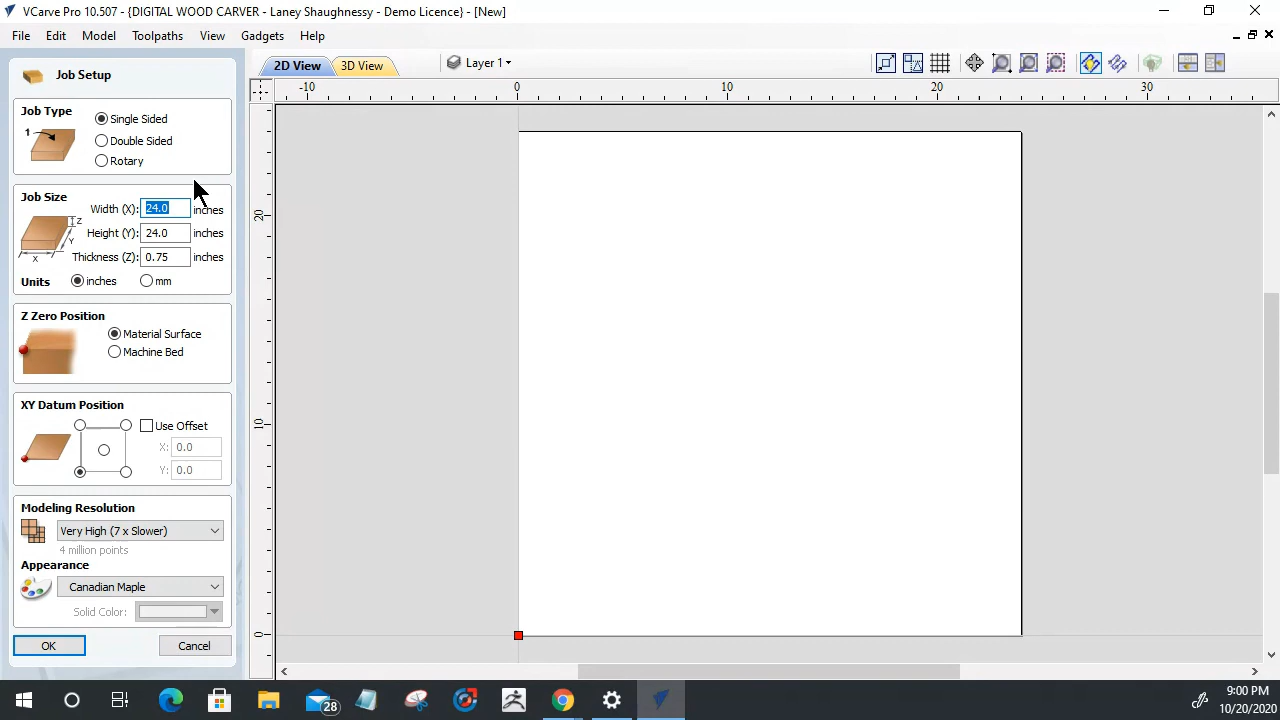 VCarve Pro 10.507 - {DIGITAL WOOD CARVER - Laney Shaughnessy - Demo Licence} - [New]
File Edit Model Toolpaths View Gadgets Help
Job Setup
2D View 3D View Layer 1
-10 0 10 20 30
20
10
0
Job Type
1
Single Sided
Double Sided
Rotary
Job Size
Z
Y
X
Width (X): 24.0 inches
Height (Y): 24.0 inches
Thickness (Z): 0.75 inches
Units inches mm
Z Zero Position
Material Surface
Machine Bed
XY Datum Position
Use Offset
X: 0.0
Y: 0.0
Modeling Resolution
Very High (7 x Slower)
4 million points
Appearance
Canadian Maple
Solid Color:
OK Cancel
28
9:00 PM
10/20/2020